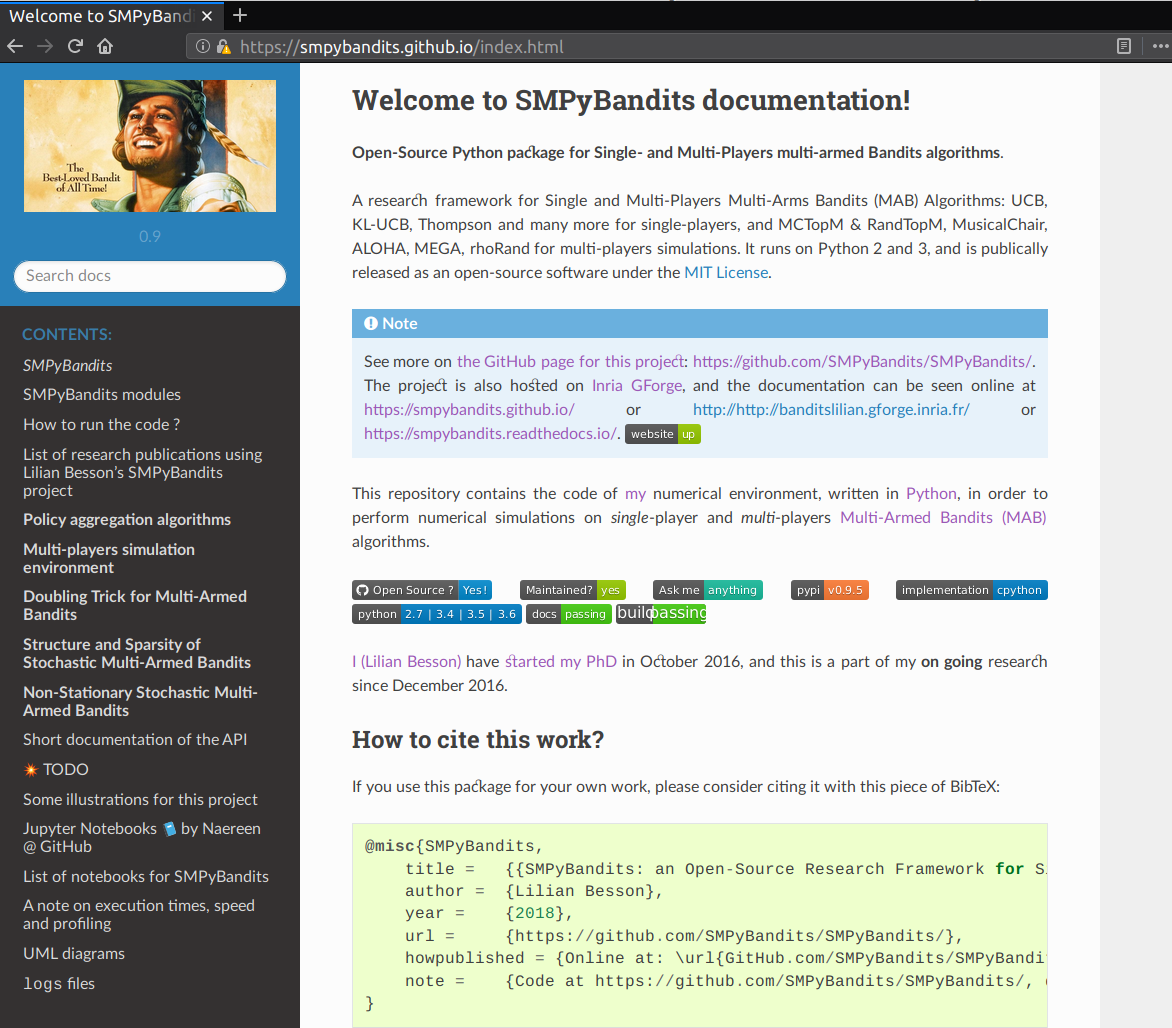 Welcome to SMPyBand
https://smpybandits.github.io/index.html
The
Best-Loved Bandit
of All Time!
0.9
Search docs
CONTENTS:
SMPyBandits
SMPyBandits modules
How to run the code ?
List of research publications using
Lilian Besson's SMPyBandits
project
Policy aggregation algorithms
Multi-players simulation
environment
Doubling Trick for Multi-Armed
Bandits
Structure and Sparsity of
Stochastic Multi-Armed Bandits
Non-Stationary Stochastic Multi-
Armed Bandits
Short documentation of the API
💥 TODO
Some illustrations for this project
Jupyter Notebooks 📘 by Naereen
@ GitHub
List of notebooks for SMPyBandits
A note on execution times, speed
and profiling
UML diagrams
logs files
Welcome to SMPyBandits documentation!
Open-Source Python package for Single- and Multi-Players multi-armed Bandits algorithms.
A research framework for Single and Multi-Players Multi-Arms Bandits (MAB) Algorithms: UCB,
KL-UCB, Thompson and many more for single-players, and MCTopM & RandTopM, MusicalChair,
ALOHA, MEGA, rhoRand for multi-players simulations. It runs on Python 2 and 3, and is publically
released as an open-source software under the MIT License.
Note
See more on the GitHub page for this project: https://github.com/SMPyBandits/SMPyBandits/.
The project is also hosted on Inria GForge, and the documentation can be seen online at
https://smpybandits.github.io/ or http://http://banditslilian.gforge.inria.fr/ or
https://smpybandits.readthedocs.io/. website up
This repository contains the code of my numerical environment, written in Python, in order to
perform numerical simulations on single-player and multi-players Multi-Armed Bandits (MAB)
algorithms.
Open Source ? Yes! Maintained? yes Ask me anything pypi v0.9.5 implementation cpython
python 2.7 | 3.4 | 3.5 | 3.6 docs passing build passing
I (Lilian Besson) have started my PhD in October 2016, and this is a part of my on going research
since December 2016.
How to cite this work?
If you use this package for your own work, please consider citing it with this piece of BibTeX:
@misc{SMPyBandits,
    title =   {{SMPyBandits: an Open-Source Research Framework for S
    author =  {Lilian Besson},
    year =    {2018},
    url =     {https://github.com/SMPyBandits/SMPyBandits/},
    howpublished = {Online at: \url{GitHub.com/SMPyBandits/SMPyBandi
    note =    {Code at https://github.com/SMPyBandits/SMPyBandits/,
}